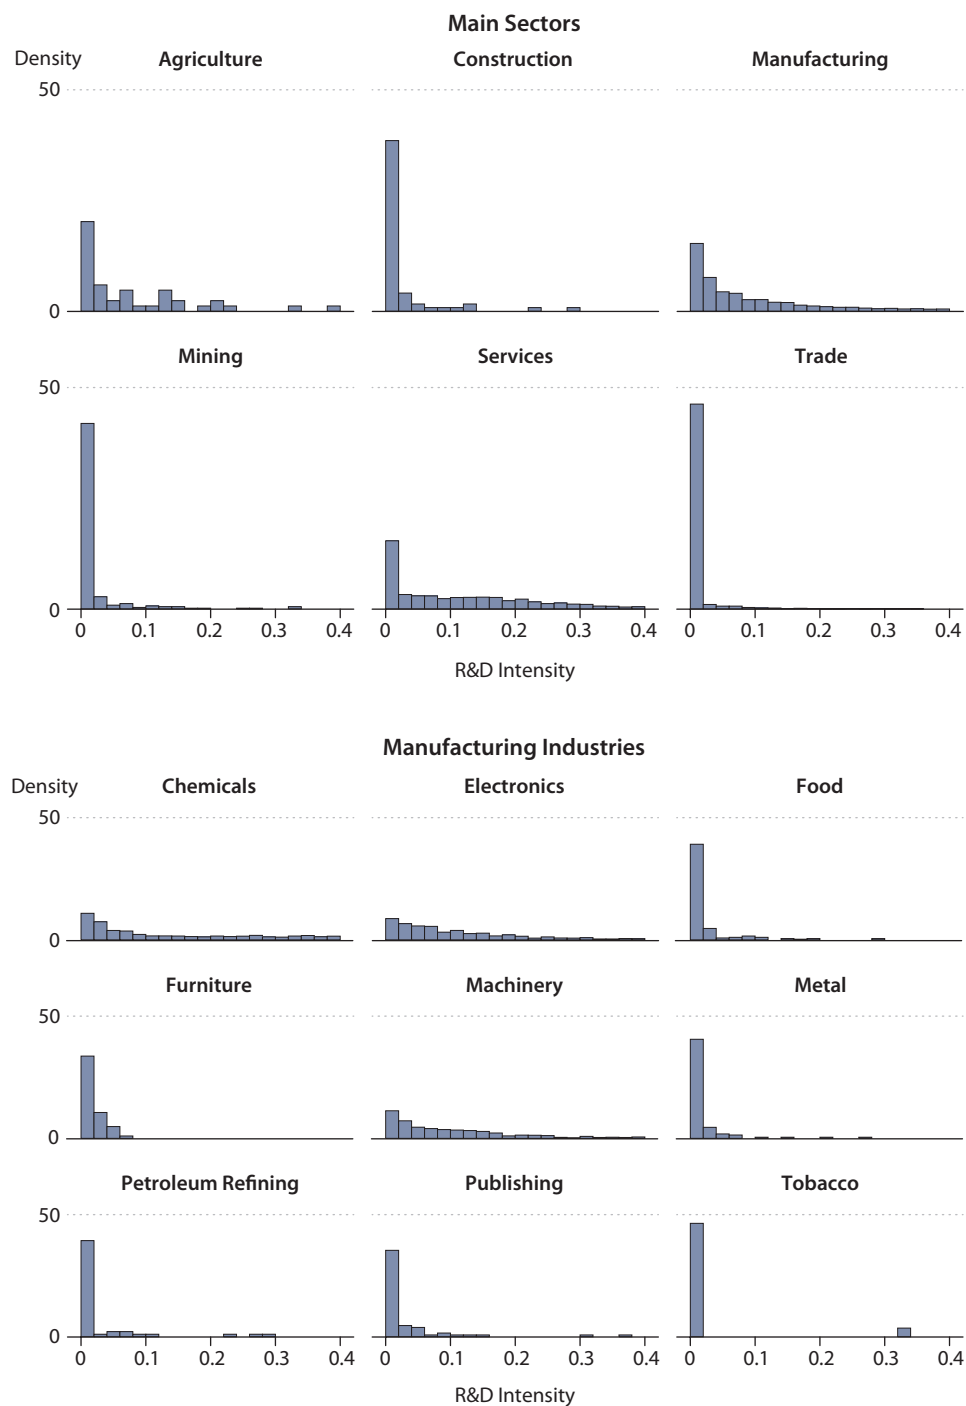 Main Sectors
Density Agriculture Construction Manufacturing
50
0
Mining Services Trade
50
0
0 0.1 0.2 0.3 0.4 0 0.1 0.2 0.3 0.4 0 0.1 0.2 0.3 0.4
R&D Intensity
Manufacturing Industries
Density Chemicals Electronics Food
50
0
Furniture Machinery Metal
50
0
Petroleum Refining Publishing Tobacco
50
0
0 0.1 0.2 0.3 0.4 0 0.1 0.2 0.3 0.4 0 0.1 0.2 0.3 0.4
R&D Intensity